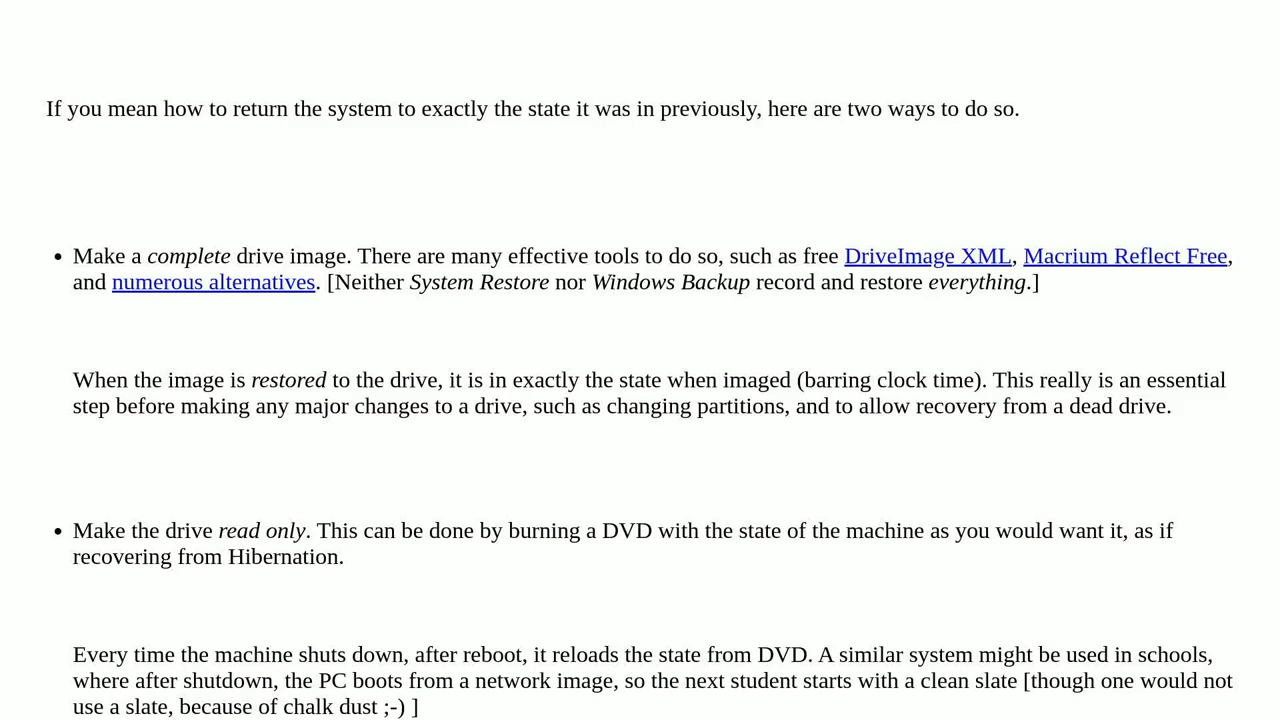 If you mean how to return the system to exactly the state it was in previously, here are two ways to do so.
• Make a complete drive image. There are many effective tools to do so, such as free DriveImage XML, Macrium Reflect Free,
and numerous alternatives. [Neither System Restore nor Windows Backup record and restore everything.]
When the image is restored to the drive, it is in exactly the state when imaged (barring clock time). This really is an essential
step before making any major changes to a drive, such as changing partitions, and to allow recovery from a dead drive.
• Make the drive read only. This can be done by burning a DVD with the state of the machine as you would want it, as if
recovering from Hibernation.
Every time the machine shuts down, after reboot, it reloads the state from DVD. A similar system might be used in schools,
where after shutdown, the PC boots from a network image, so the next student starts with a clean slate [though one would not
use a slate, because of chalk dust ;-) ]